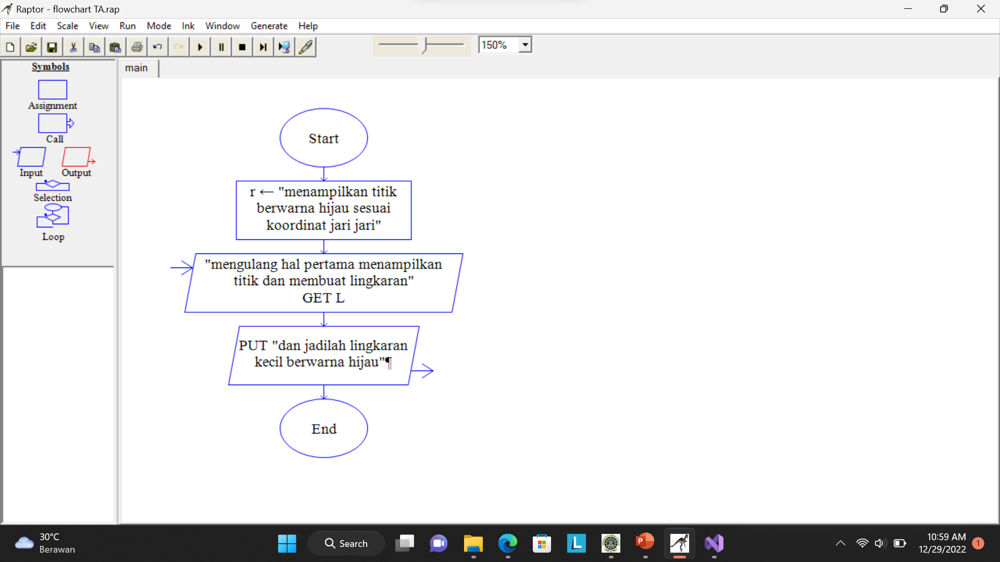 Raptor - flowchart TA.rap
File Edit Scale View Run Mode Ink Window Generate Help
150%
Symbols
Assignment
Call
Input Output
Selection
Loop
main
Start
r ← "menampilkan titik
berwarna hijau sesuai
koordinat jari jari"
"mengulang hal pertama menampilkan
titik dan membuat lingkaran"
GET L
PUT "dan jadilah lingkaran
kecil berwarna hijau"¶
End
30°C
Berawan
Search
L
P
10:59 AM
12/29/2022
1